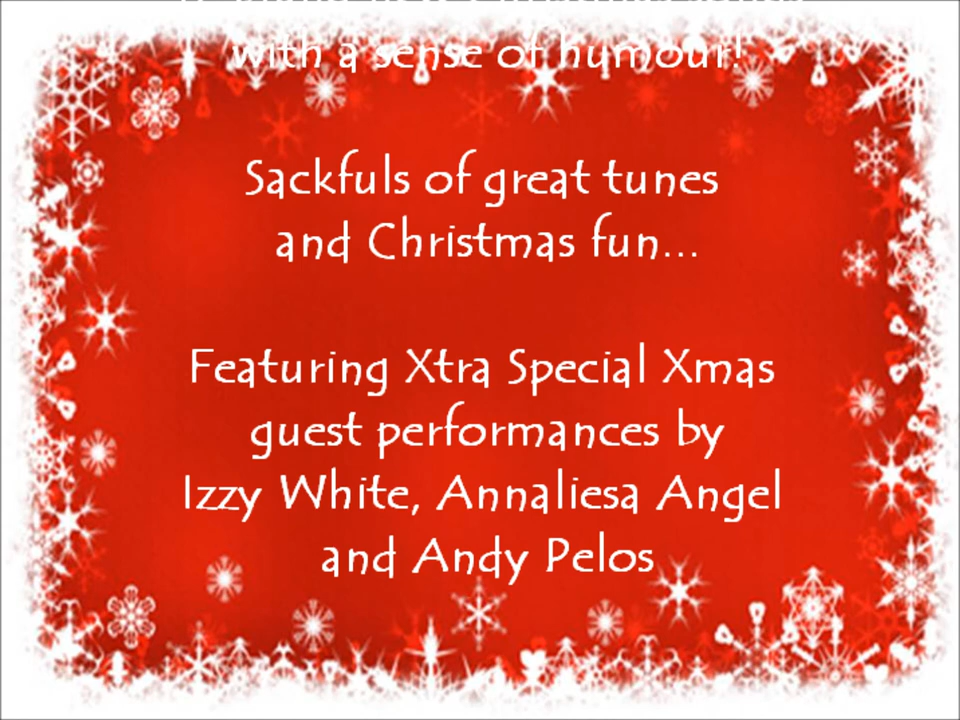 with a sense of humour!
Sackfuls of great tunes
and Christmas fun...
Featuring Xtra Special Xmas
guest performances by
Izzy White, Annaliesa Angel
and Andy Pelos